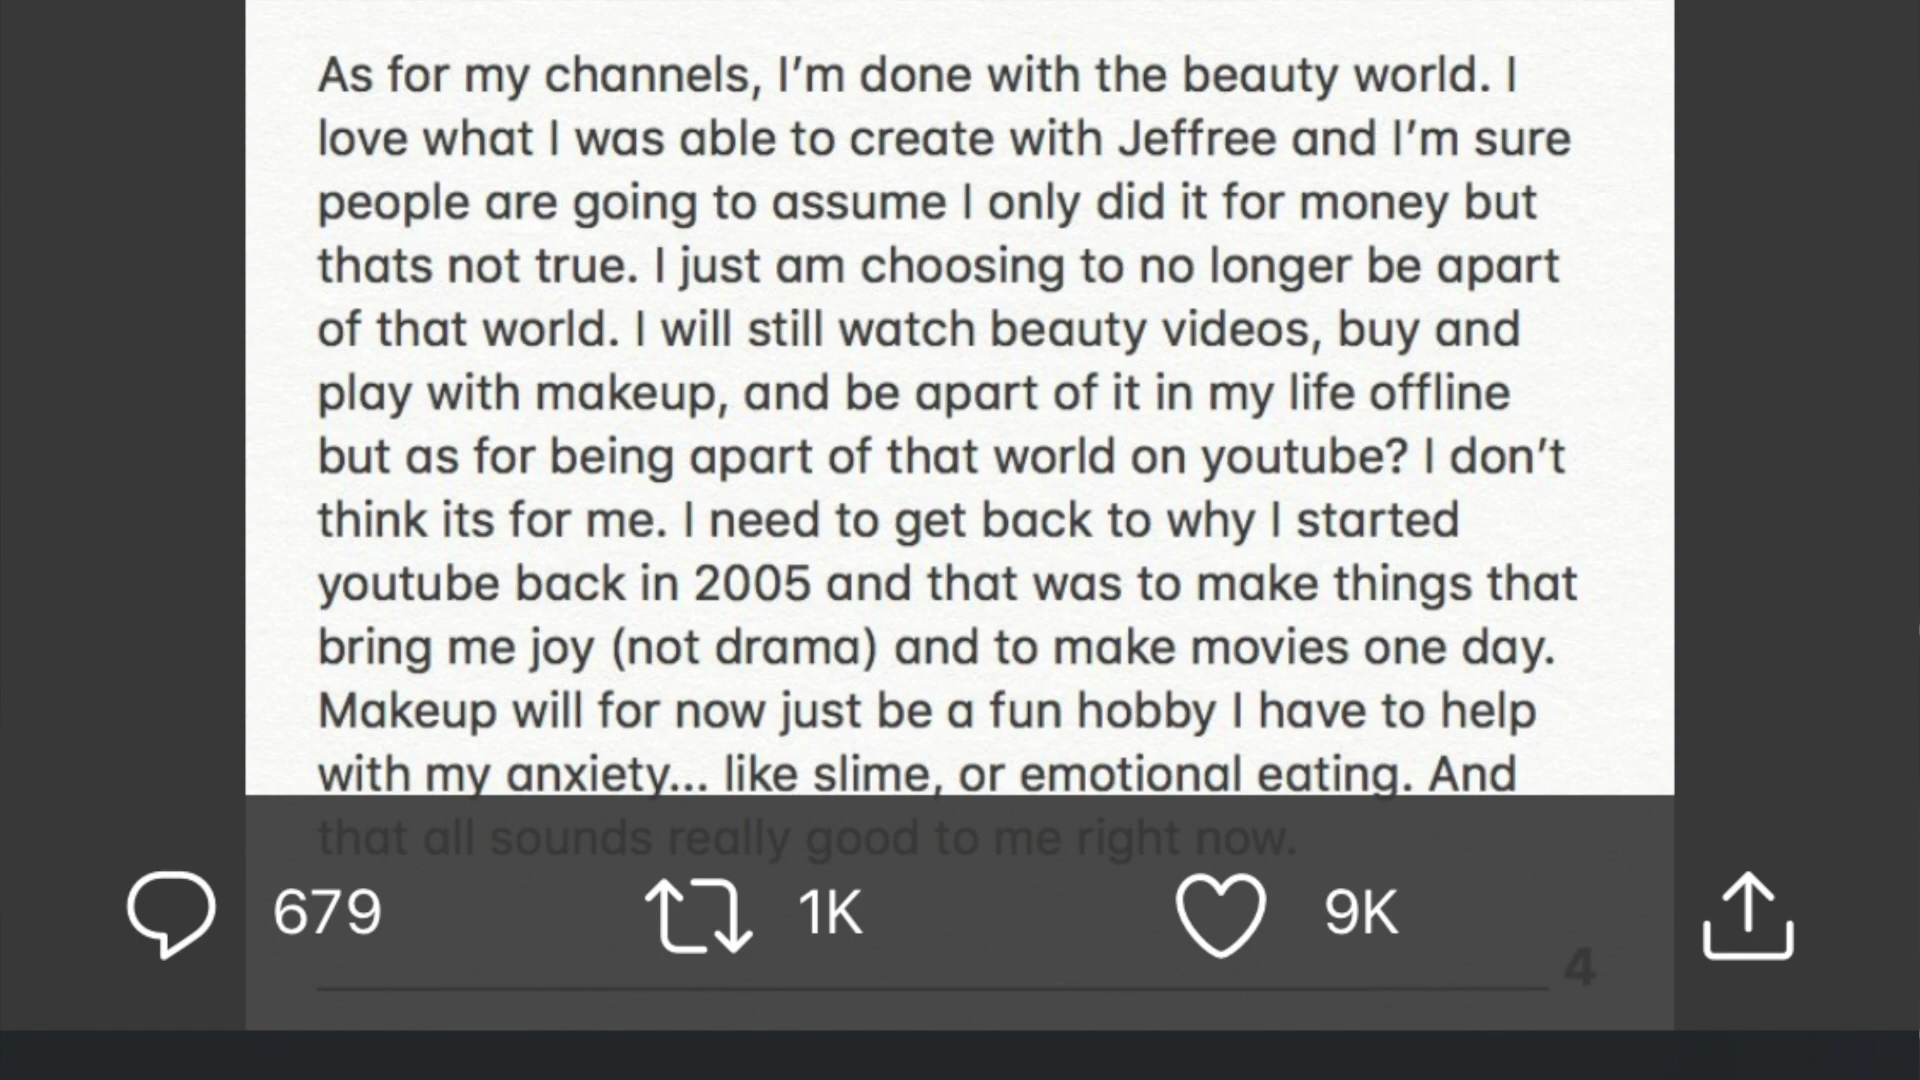 As for my channels, I’m done with the beauty world. I
love what I was able to create with Jeffree and I’m sure
people are going to assume I only did it for money but
thats not true. I just am choosing to no longer be apart
of that world. I will still watch beauty videos, buy and
play with makeup, and be apart of it in my life offline
but as for being apart of that world on youtube? I don’t
think its for me. I need to get back to why I started
youtube back in 2005 and that was to make things that
bring me joy (not drama) and to make movies one day.
Makeup will for now just be a fun hobby I have to help
with my anxiety... like slime, or emotional eating. And
that all sounds really good to me right now.
679 1K 9K
4